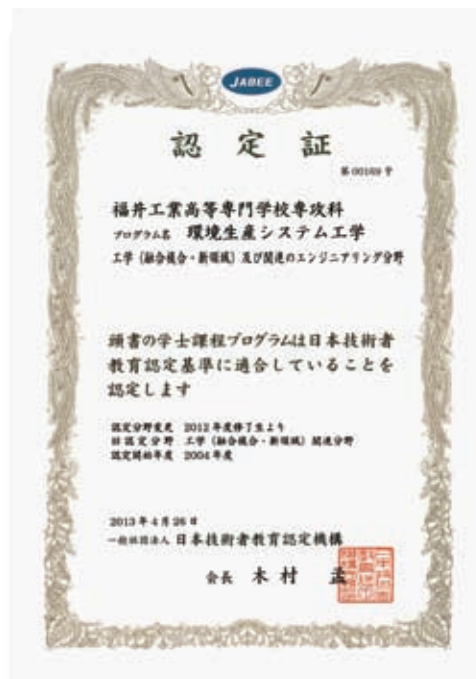 JABEE
認定証
第00169号
福井工業高等専門学校専攻科
プログラム名 環境生産システム工学
工学（融合複合・新領域）及び関連のエンジニアリング分野
頭書の学士課程プログラムは日本技術者
教育認定基準に適合していることを
認定します
認定分野変更 2012年度修了生より
旧認定分野 工学（融合複合・新領域）関連分野
認定開始年度 2004年度
2013年4月26日
一般社団法人 日本技術者教育認定機構
会長 木村 孟